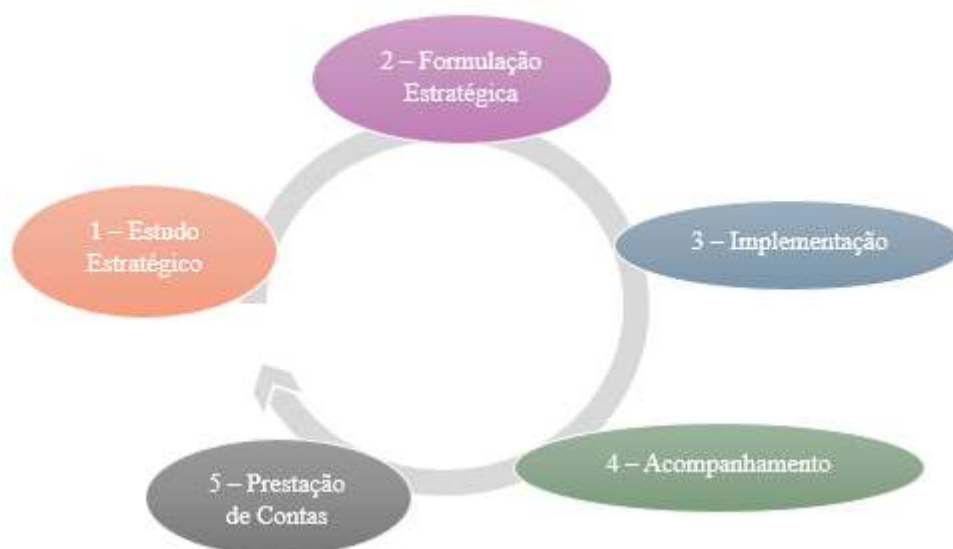 1 – Estudo
Estratégico
2 – Formulação
Estratégica
3 – Implementação
4 – Acompanhamento
5 – Prestação
de Contas